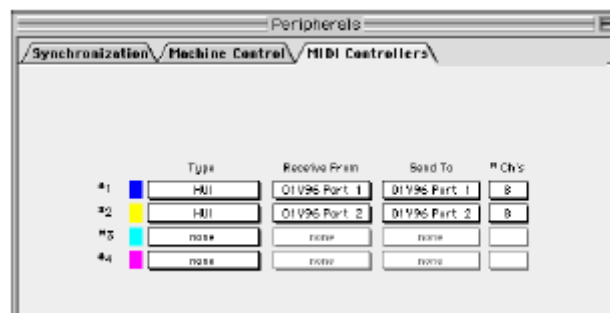 Peripherals
Synchronization Machine Control MIDI Controllers
Type Receive From Send To # Ch's
#1 HUI 01V96 Port 1 01V96 Port 1 8
#2 HUI 01V96 Port 2 01V96 Port 2 8
#3 none none none
#4 none none none